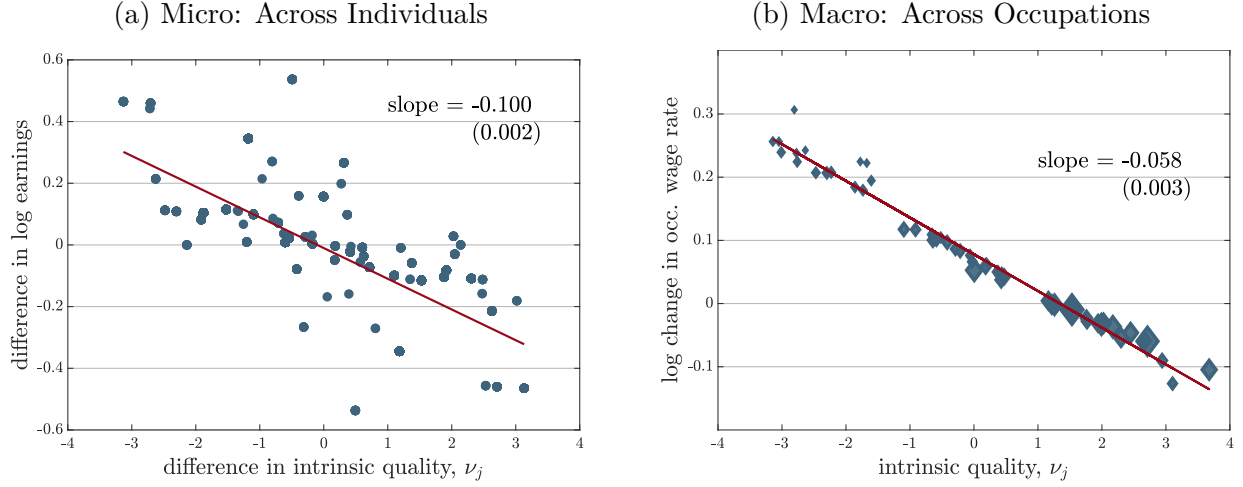 (a) Micro: Across Individuals
difference in log earnings
0.6
0.4
0.2
0
-0.2
-0.4
-0.6
slope = -0.100
(0.002)
-4 -3 -2 -1 0 1 2 3 4
difference in intrinsic quality, ν_j
(b) Macro: Across Occupations
log change in occ. wage rate
0.3
0.2
0.1
0
-0.1
slope = -0.058
(0.003)
-4 -3 -2 -1 0 1 2 3 4
intrinsic quality, ν_j